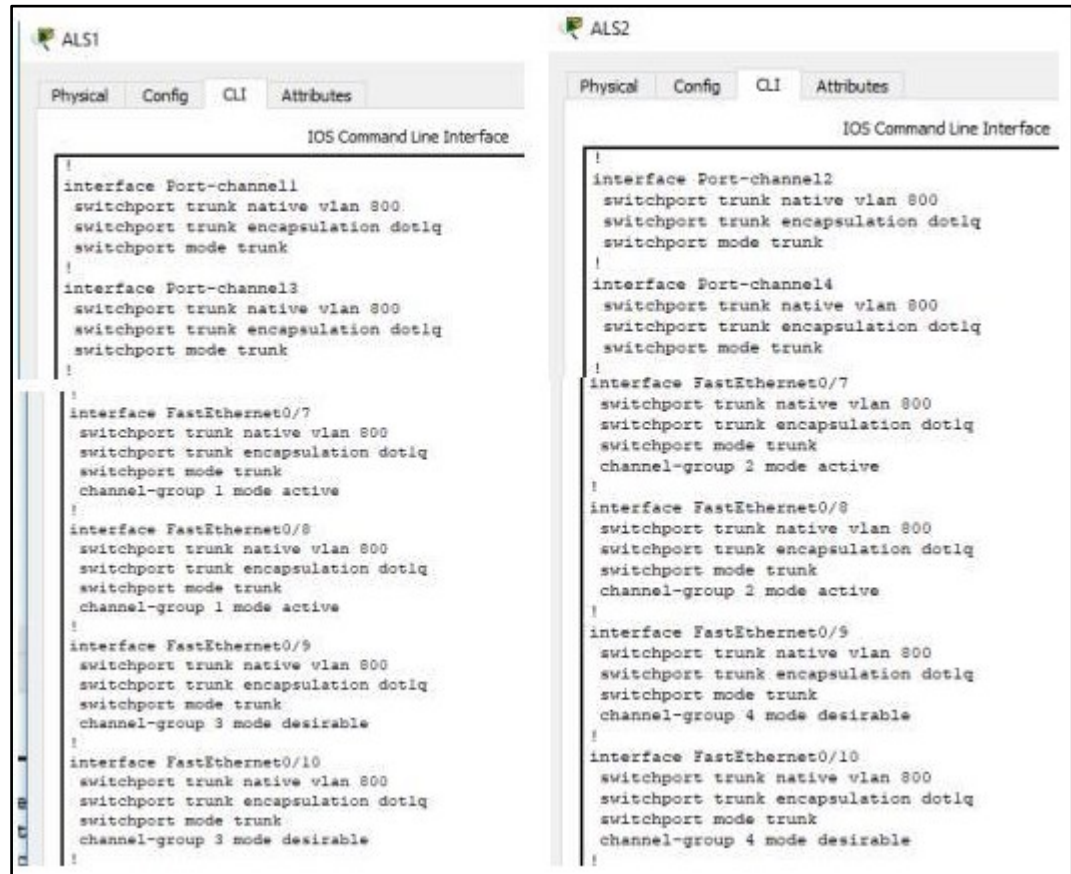 ALS1
Physical Config CLI Attributes
IOS Command Line Interface
!
interface Port-channel1
switchport trunk native vlan 800
switchport trunk encapsulation dot1q
switchport mode trunk
!
interface Port-channel3
switchport trunk native vlan 800
switchport trunk encapsulation dot1q
switchport mode trunk
!
!
interface FastEthernet0/7
switchport trunk native vlan 800
switchport trunk encapsulation dot1q
switchport mode trunk
channel-group 1 mode active
!
interface FastEthernet0/8
switchport trunk native vlan 800
switchport trunk encapsulation dot1q
switchport mode trunk
channel-group 1 mode active
!
interface FastEthernet0/9
switchport trunk native vlan 800
switchport trunk encapsulation dot1q
switchport mode trunk
channel-group 3 mode desirable
!
interface FastEthernet0/10
switchport trunk native vlan 800
switchport trunk encapsulation dot1q
switchport mode trunk
channel-group 3 mode desirable
!
ALS2
Physical Config CLI Attributes
IOS Command Line Interface
!
interface Port-channel2
switchport trunk native vlan 800
switchport trunk encapsulation dot1q
switchport mode trunk
!
interface Port-channel4
switchport trunk native vlan 800
switchport trunk encapsulation dot1q
switchport mode trunk
!
interface FastEthernet0/7
switchport trunk native vlan 800
switchport trunk encapsulation dot1q
switchport mode trunk
channel-group 2 mode active
!
interface FastEthernet0/8
switchport trunk native vlan 800
switchport trunk encapsulation dot1q
switchport mode trunk
channel-group 2 mode active
!
interface FastEthernet0/9
switchport trunk native vlan 800
switchport trunk encapsulation dot1q
switchport mode trunk
channel-group 4 mode desirable
!
interface FastEthernet0/10
switchport trunk native vlan 800
switchport trunk encapsulation dot1q
switchport mode trunk
channel-group 4 mode desirable
!